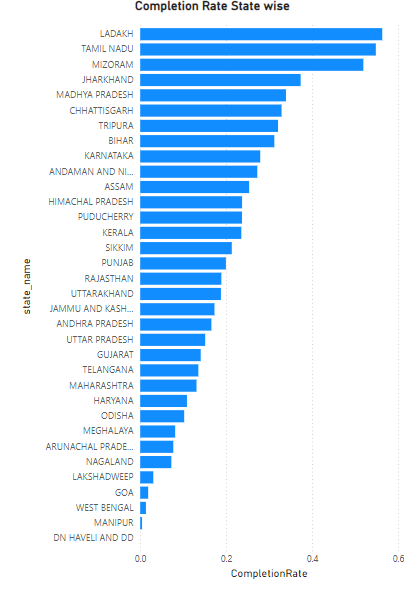 Completion Rate State wise
LADAKH
TAMIL NADU
MIZORAM
JHARKHAND
MADHYA PRADESH
CHHATTISGARH
TRIPURA
BIHAR
KARNATAKA
ANDAMAN AND NI...
ASSAM
HIMACHAL PRADESH
PUDUCHERRY
KERALA
SIKKIM
PUNJAB
RAJASTHAN
UTTARAKHAND
JAMMU AND KASH...
ANDHRA PRADESH
UTTAR PRADESH
GUJARAT
TELANGANA
MAHARASHTRA
HARYANA
ODISHA
MEGHALAYA
ARUNACHAL PRADE...
NAGALAND
LAKSHADWEEP
GOA
WEST BENGAL
MANIPUR
DN HAVELI AND DD
state_name
0.0 0.2 0.4 0.6
CompletionRate